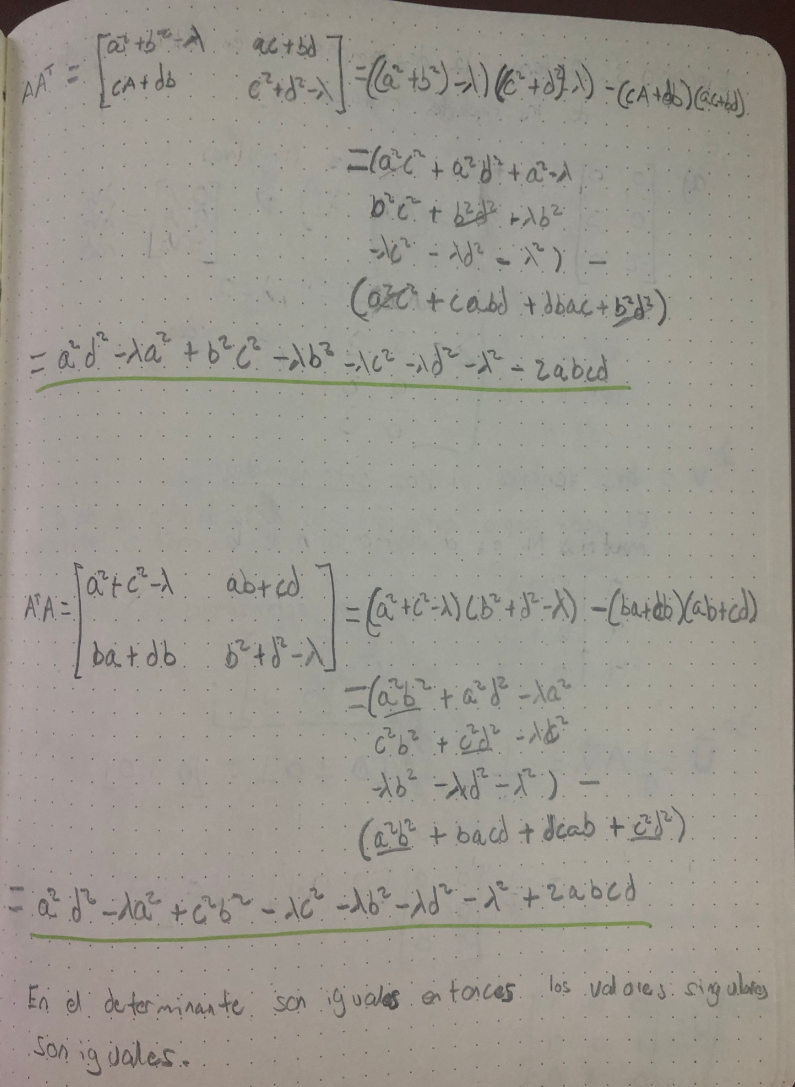 AAᵀ = [a²+b²-λ ac+bd] = ((a²+b²)-λ)((c²+d²)-λ) - (cA+db)(ac+bd)
[cA+db c²+d²-λ]
=(a²c² + a²d² + a²-λ
b²c² + b²d² + -λb²
-λc² - λd² - λ²) -
(a²c² + cabd + dbac + b²d²)
= a²d² -λa² + b²c² -λb² -λc² -λd² -λ² - 2abcd
AᵀA = [a²+c²-λ ab+cd] = (a²+c²-λ)(b²+d²-λ) - (ba+db)(ab+cd)
[ba+db b²+d²-λ]
=(a²b² + a²d² -λa²
c²b² + c²d² -λc²
-λb² -λd² -λ²) -
(a²b² + bacd + dcab + c²d²)
= a²d² -λa² + c²b² - λc² -λb² -λd² - λ² + 2abcd
En el determinante son iguales entonces los valores singulares
son iguales.